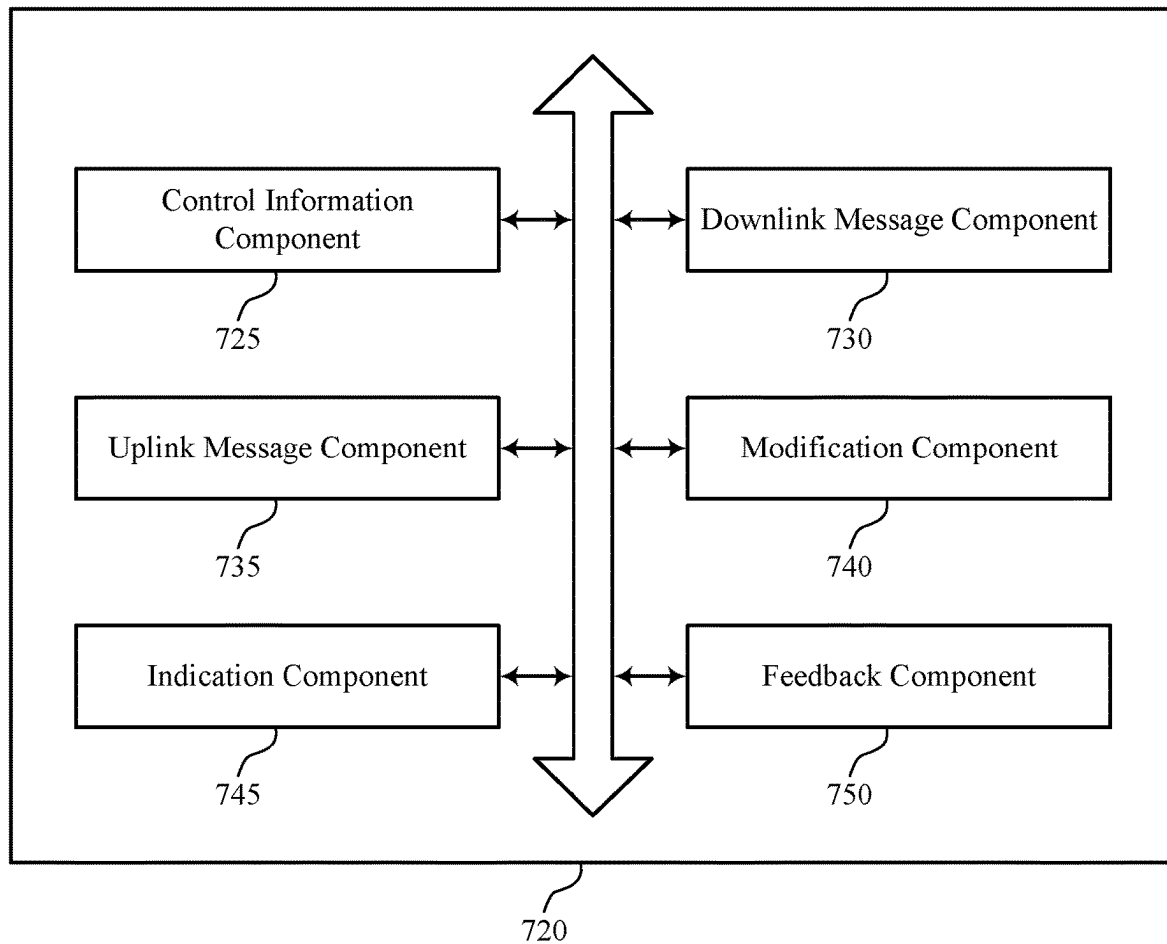 Control Information
Component
725
Downlink Message Component
730
Uplink Message Component
735
Modification Component
740
Indication Component
745
Feedback Component
750
720